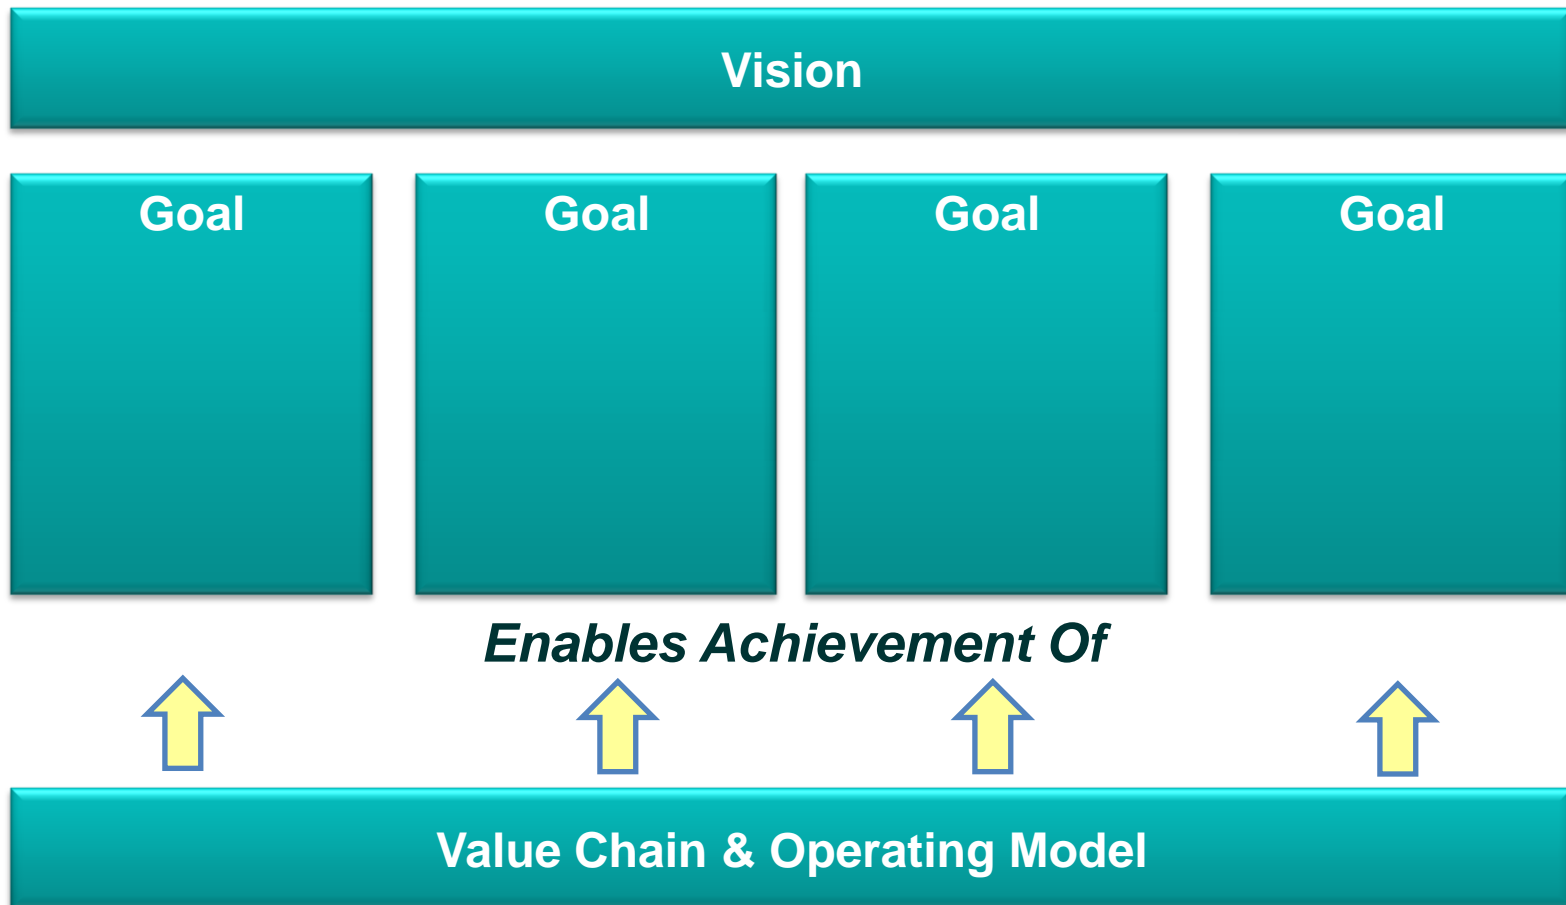 Vision
Goal
Goal
Goal
Goal
Enables Achievement Of
Value Chain & Operating Model